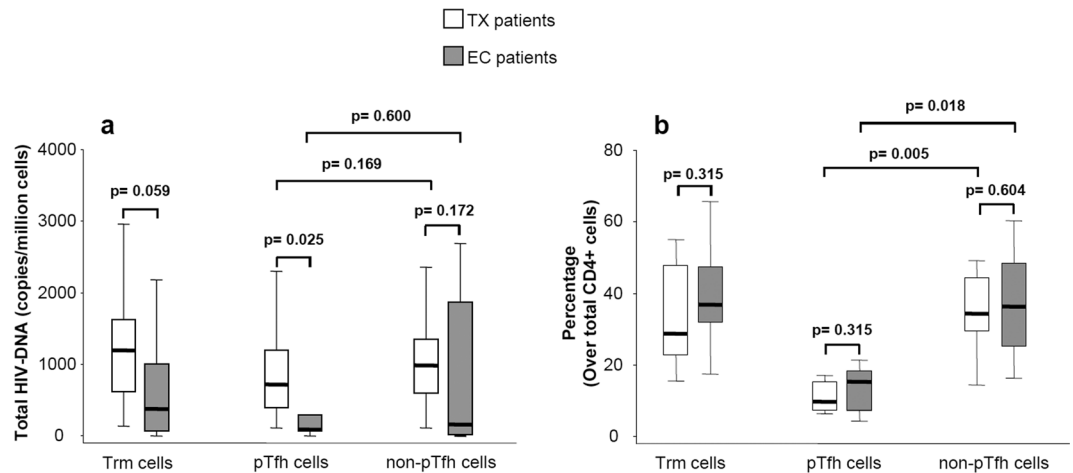 TX patients
EC patients
a
Total HIV-DNA (copies/million cells)
4000
3000
2000
1000
0
p= 0.600
p= 0.169
p= 0.059
p= 0.025
p= 0.172
Trm cells
pTfh cells
non-pTfh cells
b
Percentage
(Over total CD4+ cells)
80
60
40
20
0
p= 0.018
p= 0.005
p= 0.315
p= 0.604
p= 0.315
Trm cells
pTfh cells
non-pTfh cells